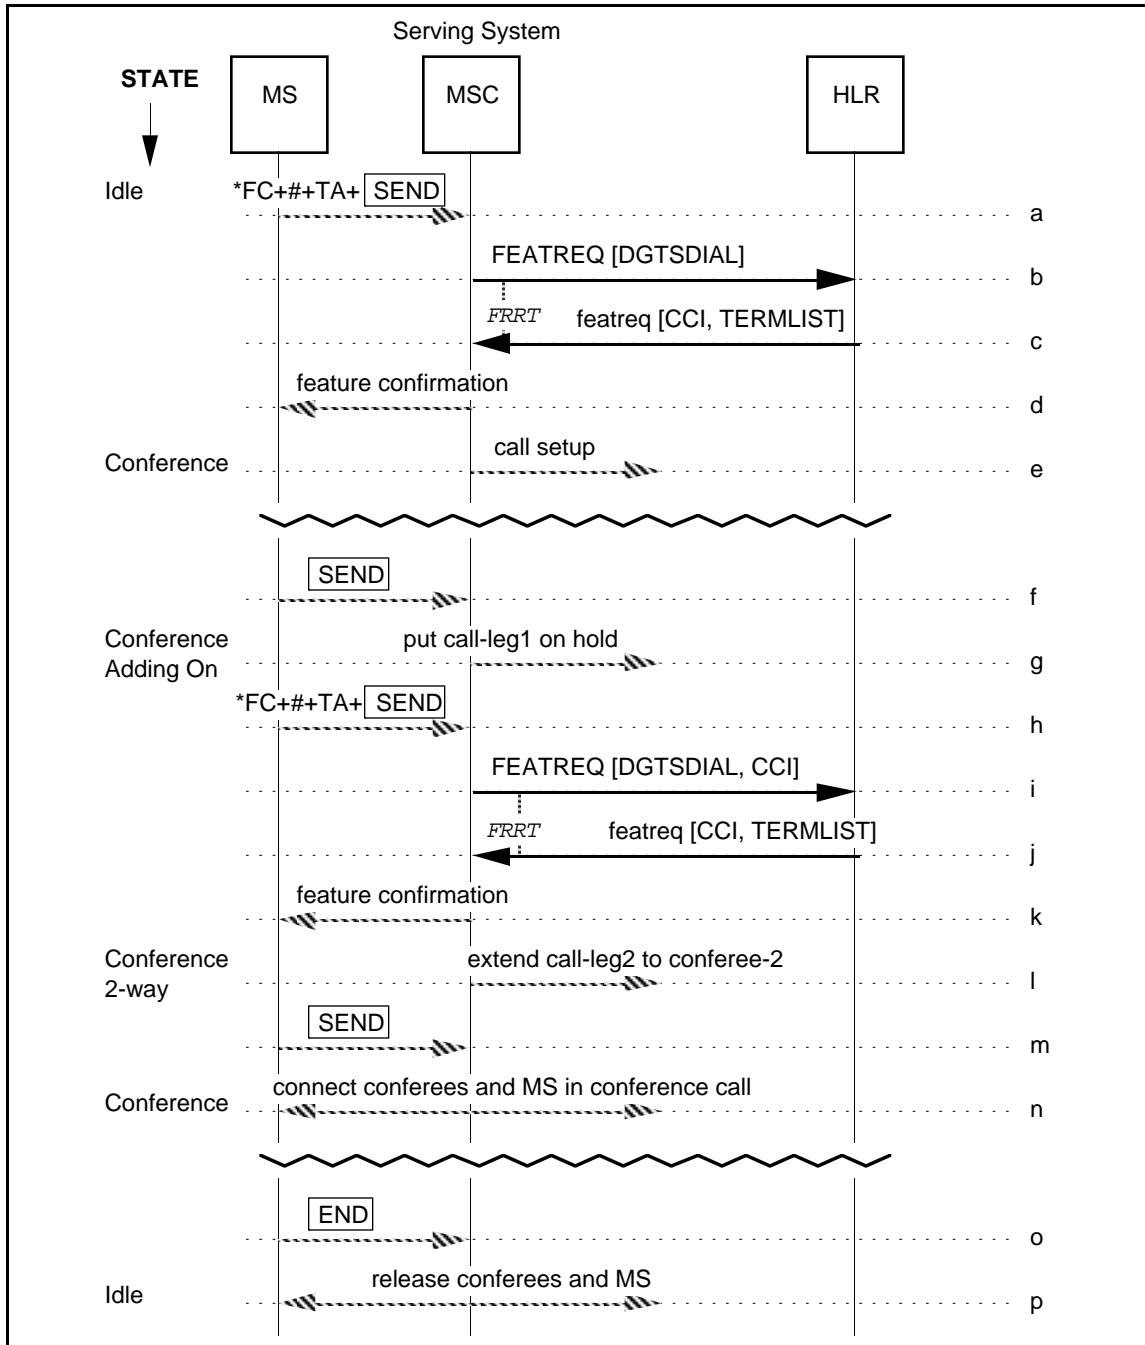 Serving System
STATE
MS
MSC
HLR
Idle
*FC+#+TA+ SEND
a
FEATREQ [DGTSDIAL]
b
FRRT
featreq [CCI, TERMLIST]
c
feature confirmation
d
call setup
Conference
e
SEND
f
Conference
Adding On
put call-leg1 on hold
g
*FC+#+TA+ SEND
h
FEATREQ [DGTSDIAL, CCI]
i
FRRT
featreq [CCI, TERMLIST]
j
feature confirmation
k
Conference
2-way
extend call-leg2 to conferee-2
l
SEND
m
connect conferees and MS in conference call
Conference
n
END
o
release conferees and MS
Idle
p